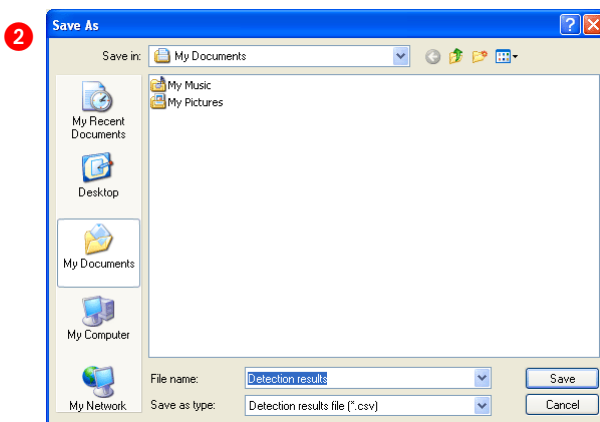 2
Save As
Save in:
My Documents
My Music
My Pictures
My Recent
Documents
Desktop
My Documents
My Computer
My Network
File name:
Detection results
Save
Save as type:
Detection results file (*.csv)
Cancel